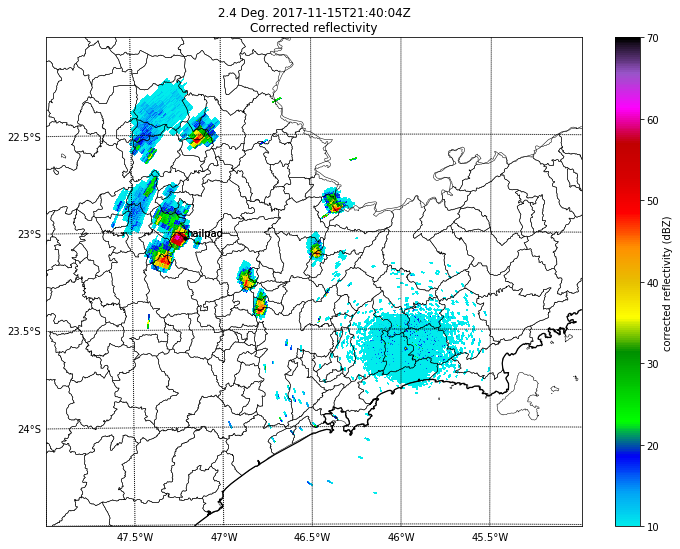 2.4 Deg. 2017-11-15T21:40:04Z
Corrected reflectivity
70
60
50
40
30
20
10
corrected reflectivity (dBZ)
22.5°S
23°S
23.5°S
24°S
hailpad
47.5°W
47°W
46.5°W
46°W
45.5°W